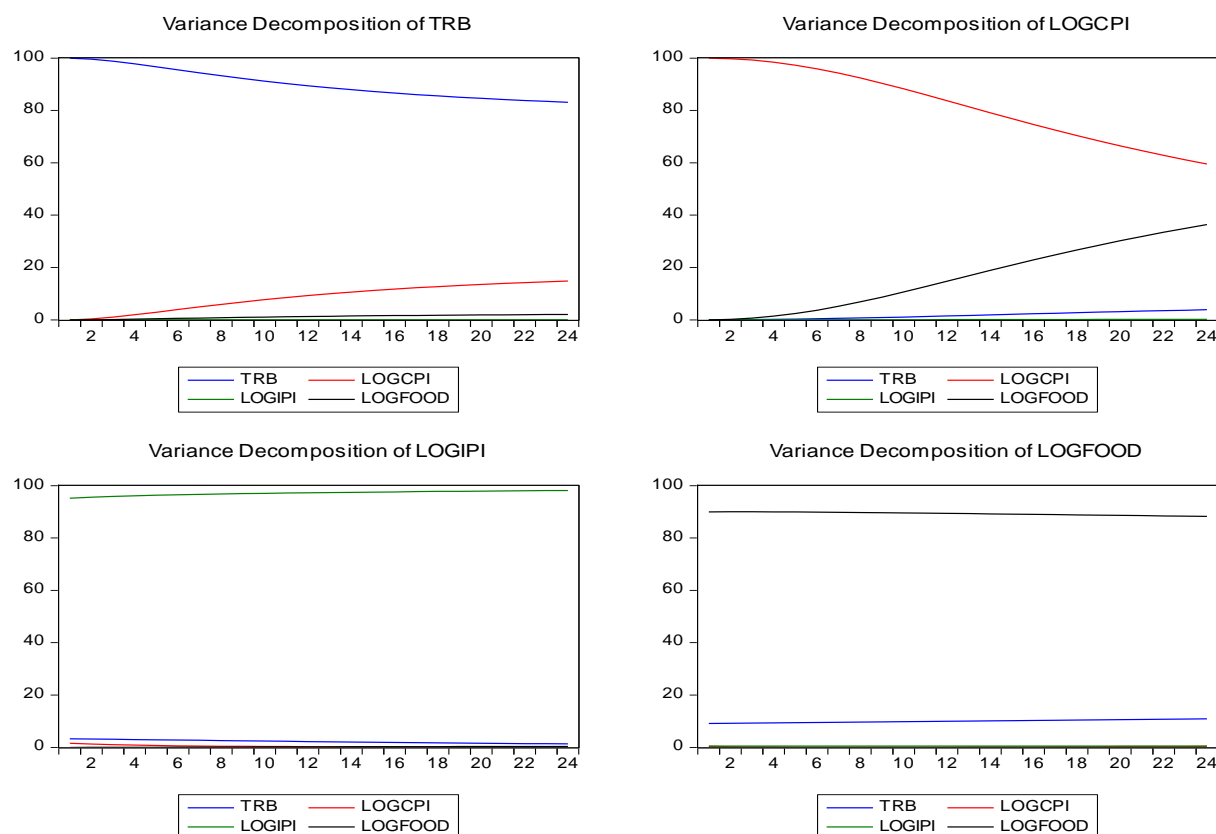 Variance Decomposition of TRB
100
80
60
40
20
0
2 4 6 8 10 12 14 16 18 20 22 24
TRB LOGCPI
LOGIPI LOGFOOD
Variance Decomposition of LOGCPI
100
80
60
40
20
0
2 4 6 8 10 12 14 16 18 20 22 24
TRB LOGCPI
LOGIPI LOGFOOD
Variance Decomposition of LOGIPI
100
80
60
40
20
0
2 4 6 8 10 12 14 16 18 20 22 24
TRB LOGCPI
LOGIPI LOGFOOD
Variance Decomposition of LOGFOOD
100
80
60
40
20
0
2 4 6 8 10 12 14 16 18 20 22 24
TRB LOGCPI
LOGIPI LOGFOOD